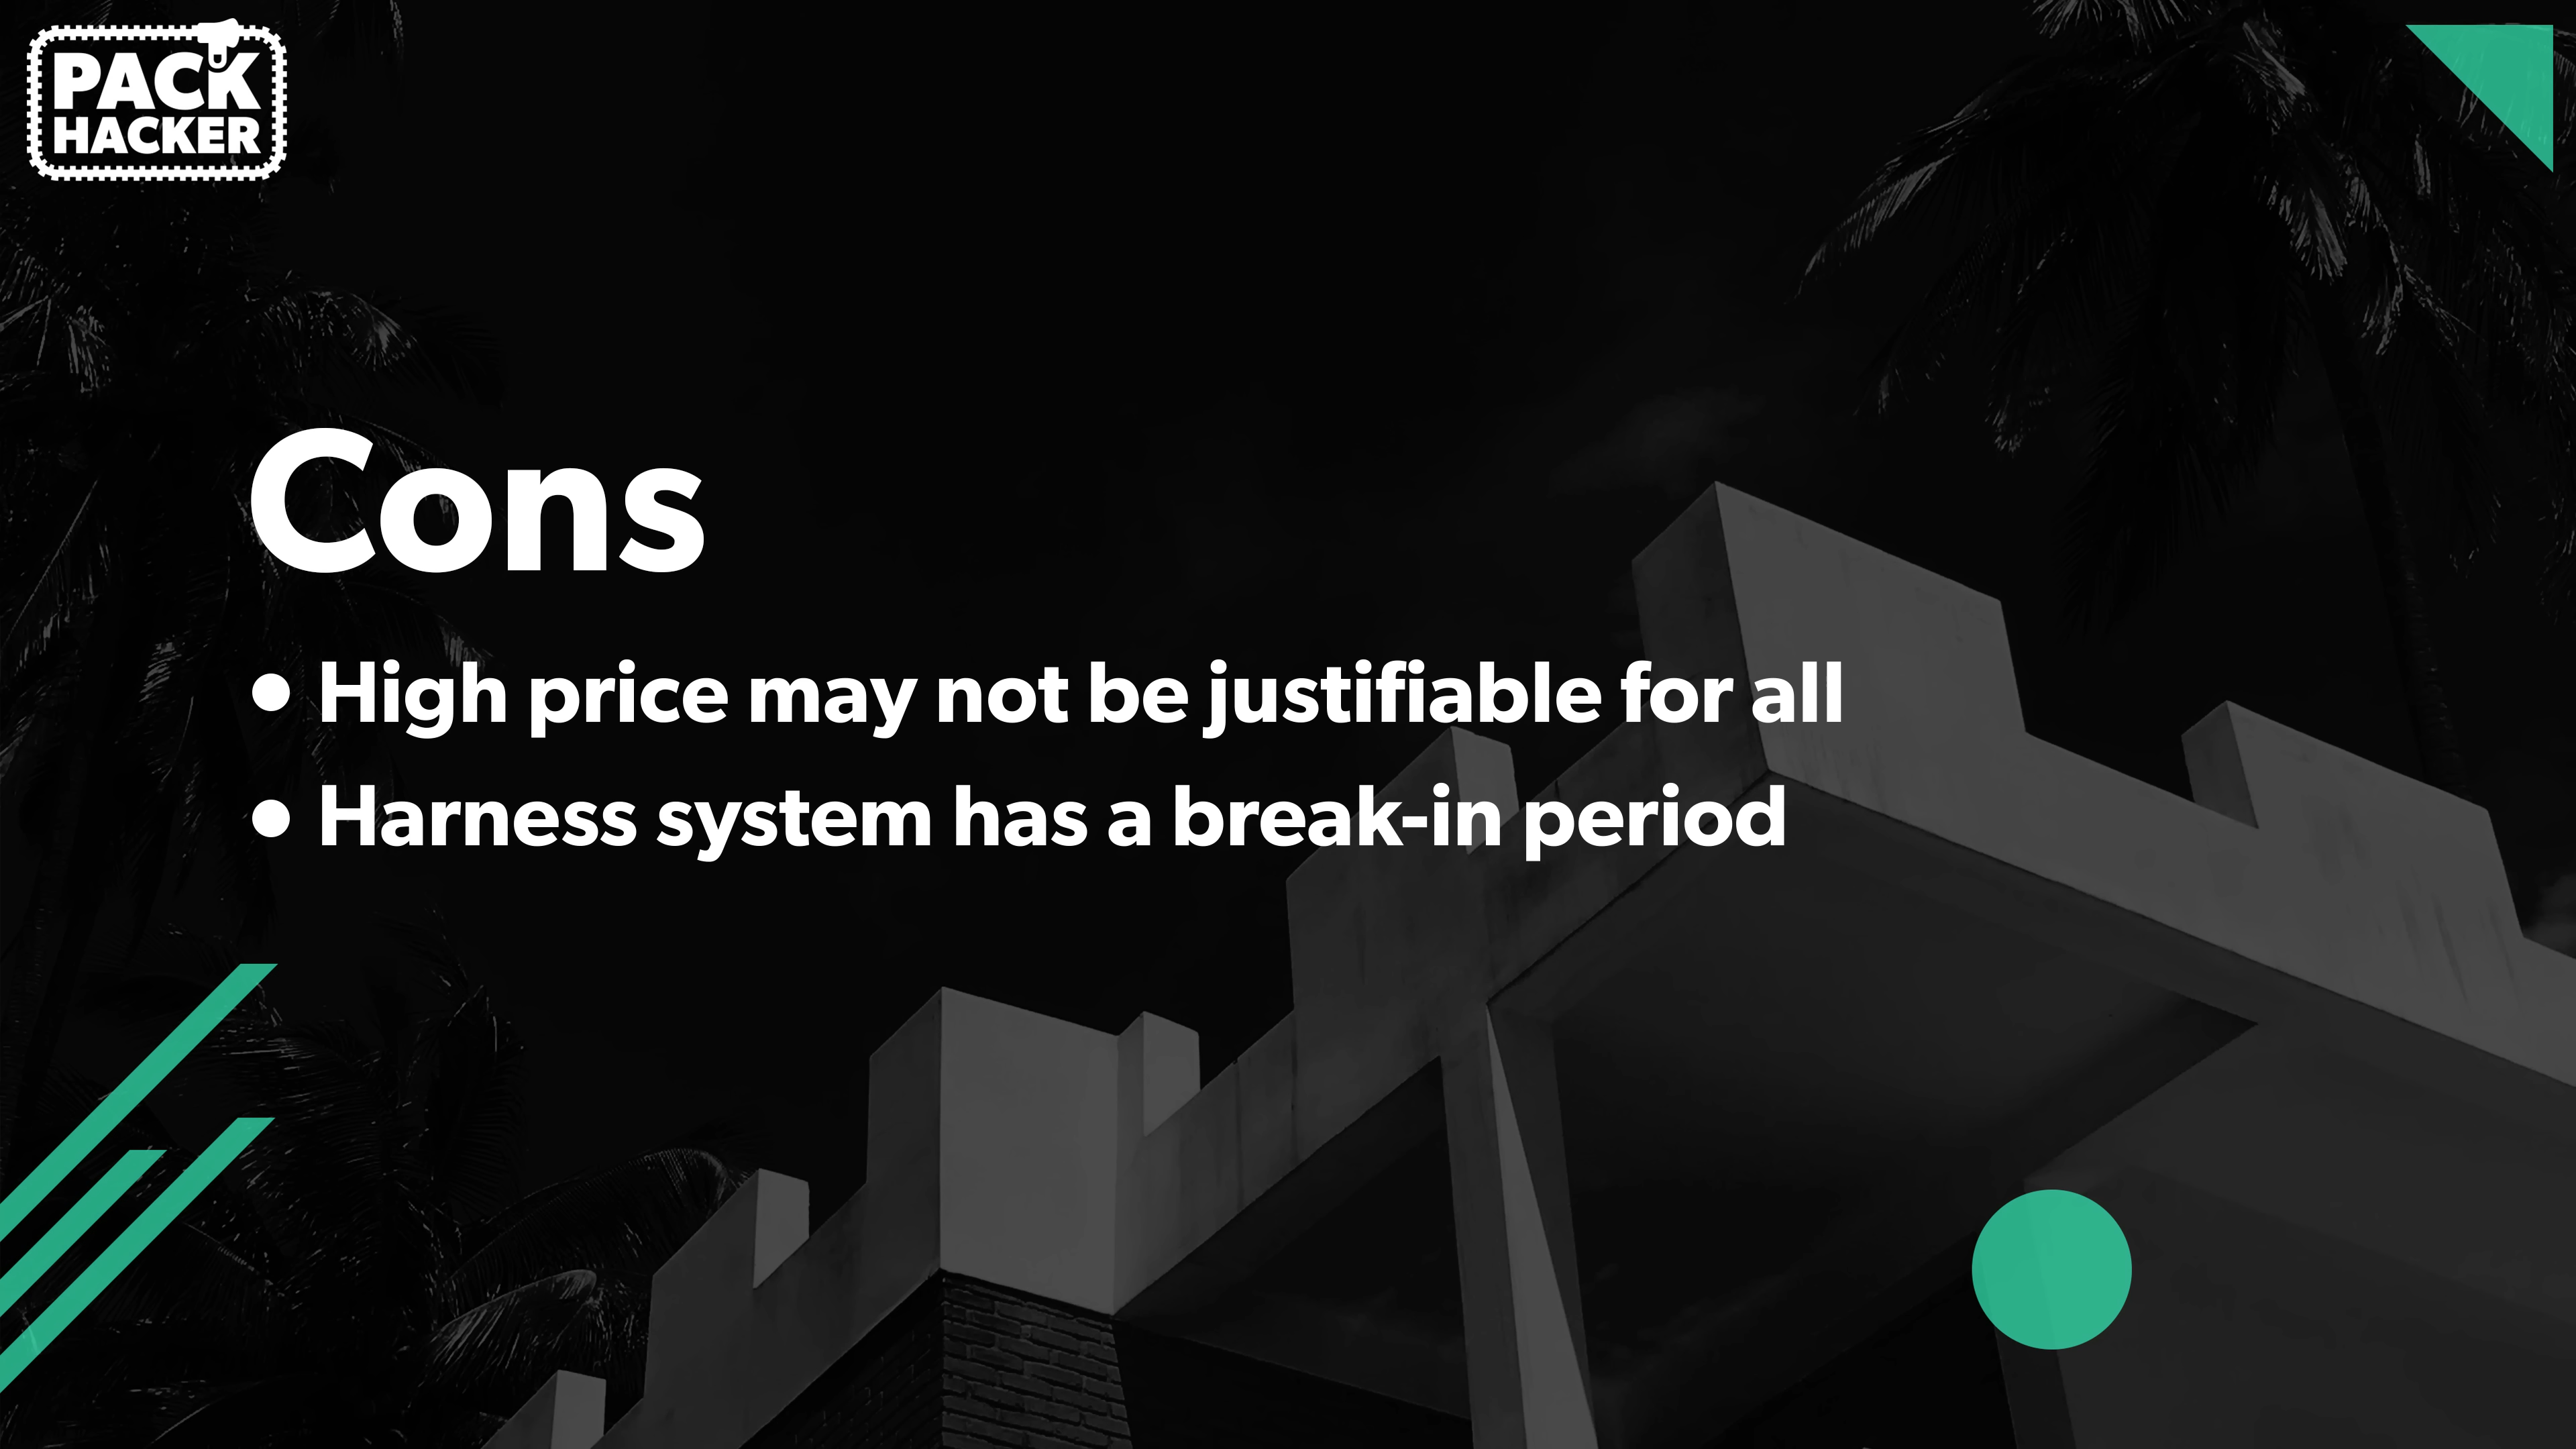 PACK
HACKER
Cons
• High price may not be justifiable for all
• Harness system has a break-in period